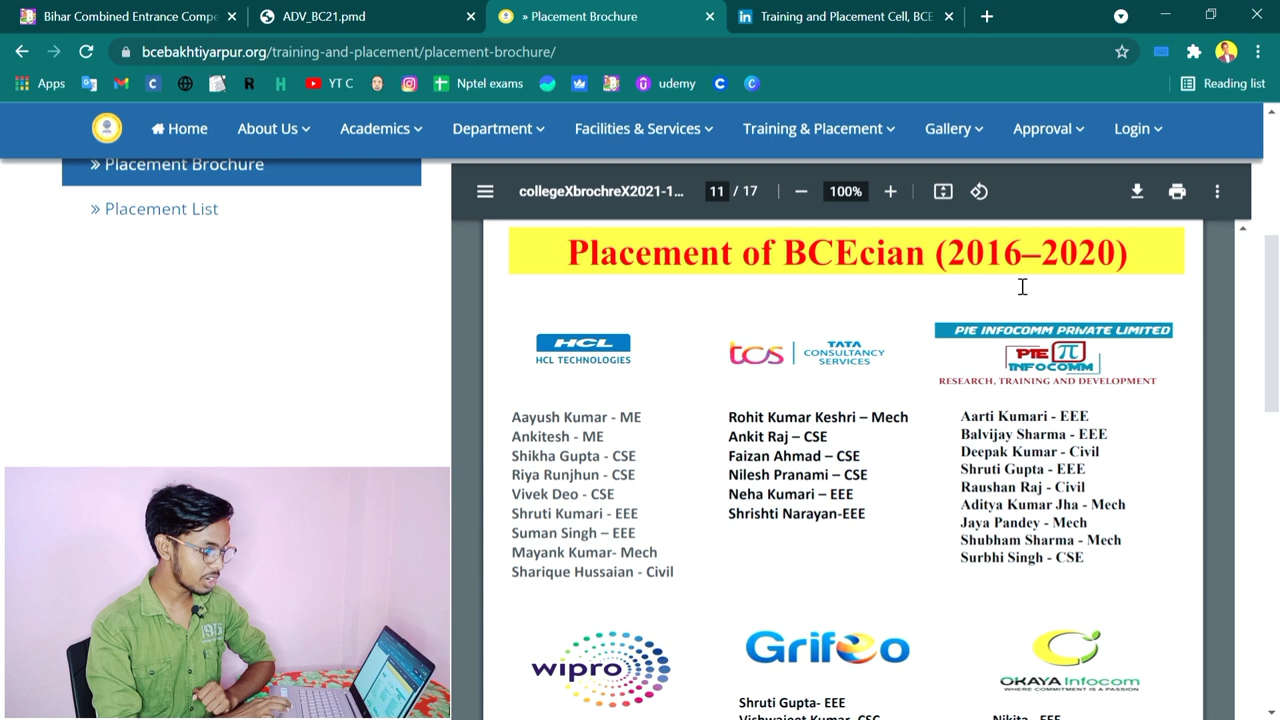 Bihar Combined Entrance Compe
ADV_BC21.pmd
» Placement Brochure
Training and Placement Cell, BCE
bcebakhtiyarpur.org/training-and-placement/placement-brochure/
Apps
YT C
Nptel exams
udemy
Reading list
Home
About Us
Academics
Department
Facilities & Services
Training & Placement
Gallery
Approval
Login
» Placement Brochure
» Placement List
collegeXbrochreX2021-1...
11 / 17
100%
Placement of BCEcian (2016–2020)
HCL
HCL TECHNOLOGIES
Aayush Kumar - ME
Ankitesh - ME
Shikha Gupta - CSE
Riya Runjhun - CSE
Vivek Deo - CSE
Shruti Kumari - EEE
Suman Singh – EEE
Mayank Kumar- Mech
Sharique Hussaian - Civil
tcs
TATA
CONSULTANCY
SERVICES
Rohit Kumar Keshri – Mech
Ankit Raj – CSE
Faizan Ahmad – CSE
Nilesh Pranami – CSE
Neha Kumari – EEE
Shrishti Narayan-EEE
PIE INFOCOMM PRIVATE LIMITED
PIE π
INFOCOMM
RESEARCH, TRAINING AND DEVELOPMENT
Aarti Kumari - EEE
Balvijay Sharma - EEE
Deepak Kumar - Civil
Shruti Gupta - EEE
Raushan Raj - Civil
Aditya Kumar Jha - Mech
Jaya Pandey - Mech
Shubham Sharma - Mech
Surbhi Singh - CSE
wipro
Grifeo
Shruti Gupta- EEE
Vishwajeet Kumar- CSC
OKAYA Infocom
WHERE COMMITMENT IS A PASSION
Nikita - EEE
1915